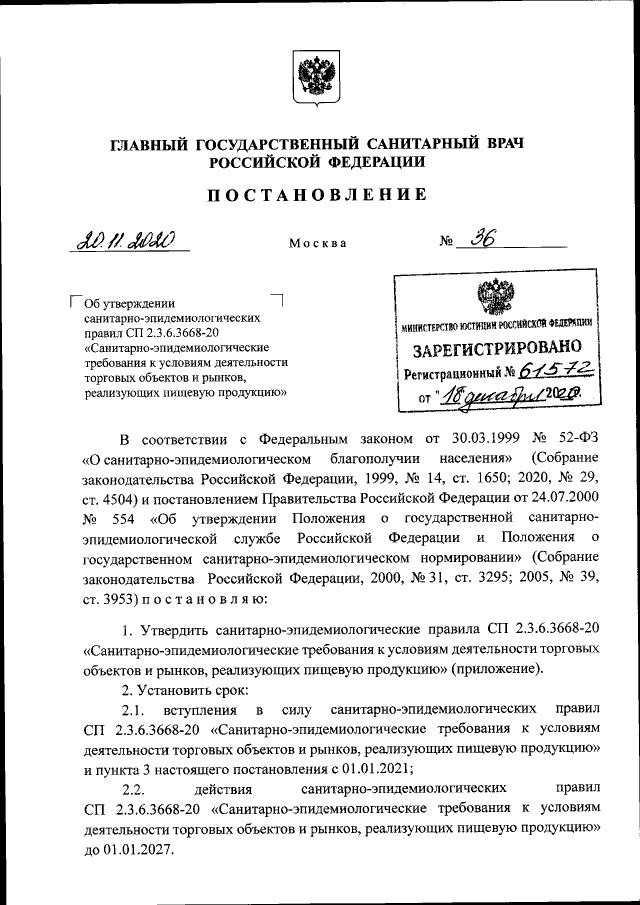 ГЛАВНЫЙ ГОСУДАРСТВЕННЫЙ САНИТАРНЫЙ ВРАЧ
РОССИЙСКОЙ ФЕДЕРАЦИИ
ПОСТАНОВЛЕНИЕ
20.11.2020 Москва № 36
Об утверждении
санитарно-эпидемиологических
правил СП 2.3.6.3668-20
«Санитарно-эпидемиологические
требования к условиям деятельности
торговых объектов и рынков,
реализующих пищевую продукцию»
МИНИСТЕРСТВО ЮСТИЦИИ РОССИЙСКОЙ ФЕДЕРАЦИИ
ЗАРЕГИСТРИРОВАНО
Регистрационный № 61572
от "18" декабря 2020г.
В соответствии с Федеральным законом от 30.03.1999 № 52-ФЗ
«О санитарно-эпидемиологическом благополучии населения» (Собрание
законодательства Российской Федерации, 1999, № 14, ст. 1650; 2020, № 29,
ст. 4504) и постановлением Правительства Российской Федерации от 24.07.2000
№ 554 «Об утверждении Положения о государственной санитарно-
эпидемиологической службе Российской Федерации и Положения о
государственном санитарно-эпидемиологическом нормировании» (Собрание
законодательства Российской Федерации, 2000, № 31, ст. 3295; 2005, № 39,
ст. 3953) п о с т а н о в л я ю:
1. Утвердить санитарно-эпидемиологические правила СП 2.3.6.3668-20
«Санитарно-эпидемиологические требования к условиям деятельности торговых
объектов и рынков, реализующих пищевую продукцию» (приложение).
2. Установить срок:
2.1. вступления в силу санитарно-эпидемиологических правил
СП 2.3.6.3668-20 «Санитарно-эпидемиологические требования к условиям
деятельности торговых объектов и рынков, реализующих пищевую продукцию»
и пункта 3 настоящего постановления с 01.01.2021;
2.2. действия санитарно-эпидемиологических правил
СП 2.3.6.3668-20 «Санитарно-эпидемиологические требования к условиям
деятельности торговых объектов и рынков, реализующих пищевую продукцию»
до 01.01.2027.